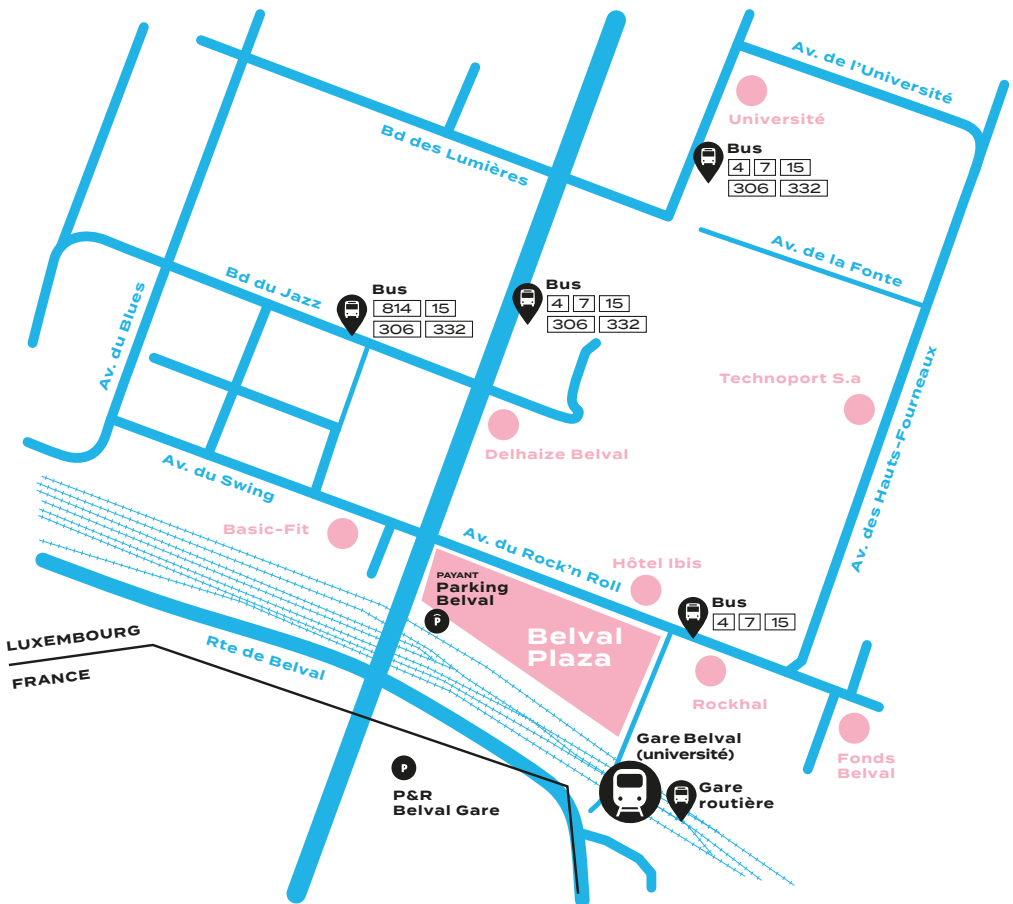 Av. de l'Université
Université
Bd des Lumières
Bus
4 7 15
306 332
Av. de la Fonte
Bd du Jazz
Bus
814 15
306 332
Bus
4 7 15
306 332
Av. du Blues
Technoport S.a
Av. des Hauts-Fourneaux
Delhaize Belval
Av. du Swing
Basic-Fit
Av. du Rock'n Roll
Hôtel Ibis
PAYANT
Parking
Belval
P
Bus
4 7 15
Belval
Plaza
LUXEMBOURG
FRANCE
Rte de Belval
Rockhal
Fonds
Belval
Gare Belval
(université)
Gare
routière
P
P&R
Belval Gare